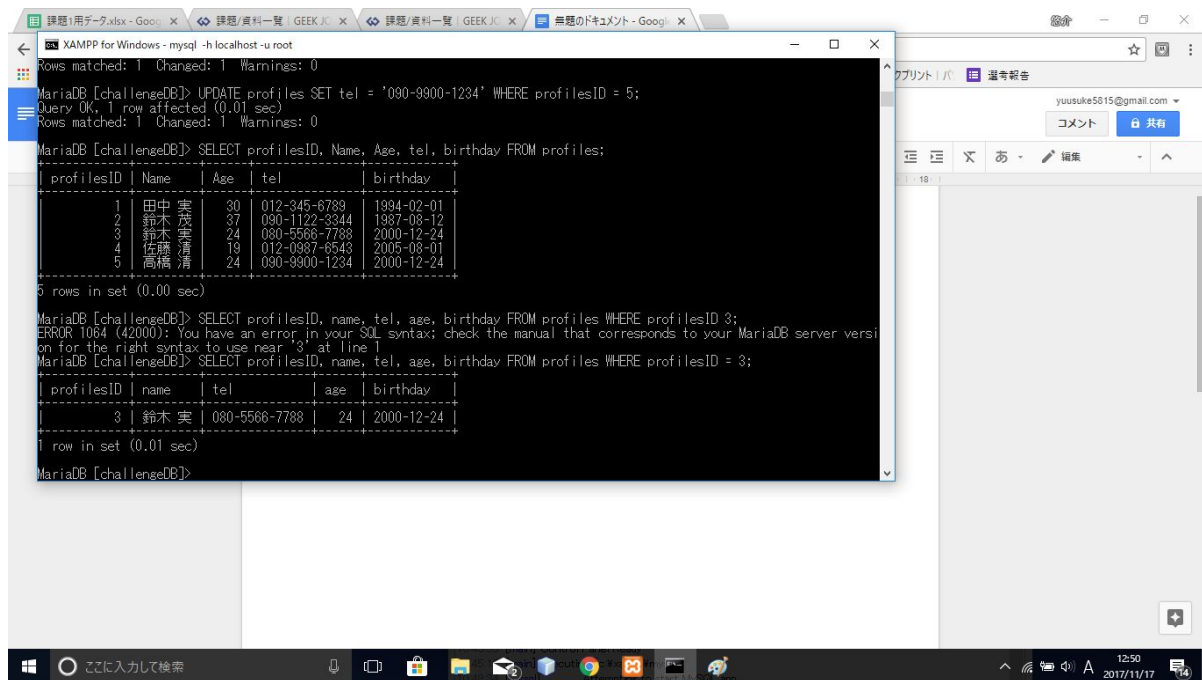 課題1用データ.xlsx - Goog
課題/資料一覧 | GEEK JO
課題/資料一覧 | GEEK JO
無題のドキュメント - Googl
XAMPP for Windows - mysql -h localhost -u root
ププリント | パ
選考報告
yuusuke5815@gmail.com
コメント
共有
編集
18
Rows matched: 1 Changed: 1 Warnings: 0
MariaDB [challengeDB]> UPDATE profiles SET tel = '090-9900-1234' WHERE profilesID = 5;
Query OK, 1 row affected (0.01 sec)
Rows matched: 1 Changed: 1 Warnings: 0
MariaDB [challengeDB]> SELECT profilesID, Name, Age, tel, birthday FROM profiles;
+------------+-----------+------+---------------+------------+
| profilesID | Name | Age | tel | birthday |
+------------+-----------+------+---------------+------------+
| 1 | 田中 実 | 30 | 012-345-6789 | 1994-02-01 |
| 2 | 鈴木 茂 | 37 | 090-1122-3344 | 1987-08-12 |
| 3 | 鈴木 実 | 24 | 080-5566-7788 | 2000-12-24 |
| 4 | 佐藤 清 | 19 | 012-0987-6543 | 2005-08-01 |
| 5 | 高橋 清 | 24 | 090-9900-1234 | 2000-12-24 |
+------------+-----------+------+---------------+------------+
5 rows in set (0.00 sec)
MariaDB [challengeDB]> SELECT profilesID, name, tel, age, birthday FROM profiles WHERE profilesID 3;
ERROR 1064 (42000): You have an error in your SQL syntax; check the manual that corresponds to your MariaDB server versi
on for the right syntax to use near '3' at line 1
MariaDB [challengeDB]> SELECT profilesID, name, tel, age, birthday FROM profiles WHERE profilesID = 3;
+------------+-----------+---------------+------+------------+
| profilesID | name | tel | age | birthday |
+------------+-----------+---------------+------+------------+
| 3 | 鈴木 実 | 080-5566-7788 | 24 | 2000-12-24 |
+------------+-----------+---------------+------+------------+
1 row in set (0.01 sec)
MariaDB [challengeDB]>
ここに入力して検索
A
12:50
2017/11/17